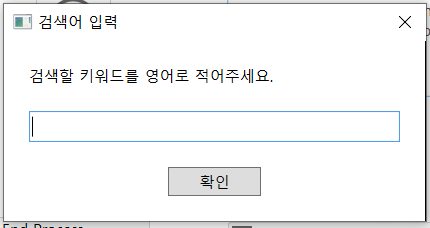 검색어 입력
검색할 키워드를 영어로 적어주세요.
확인
End Process